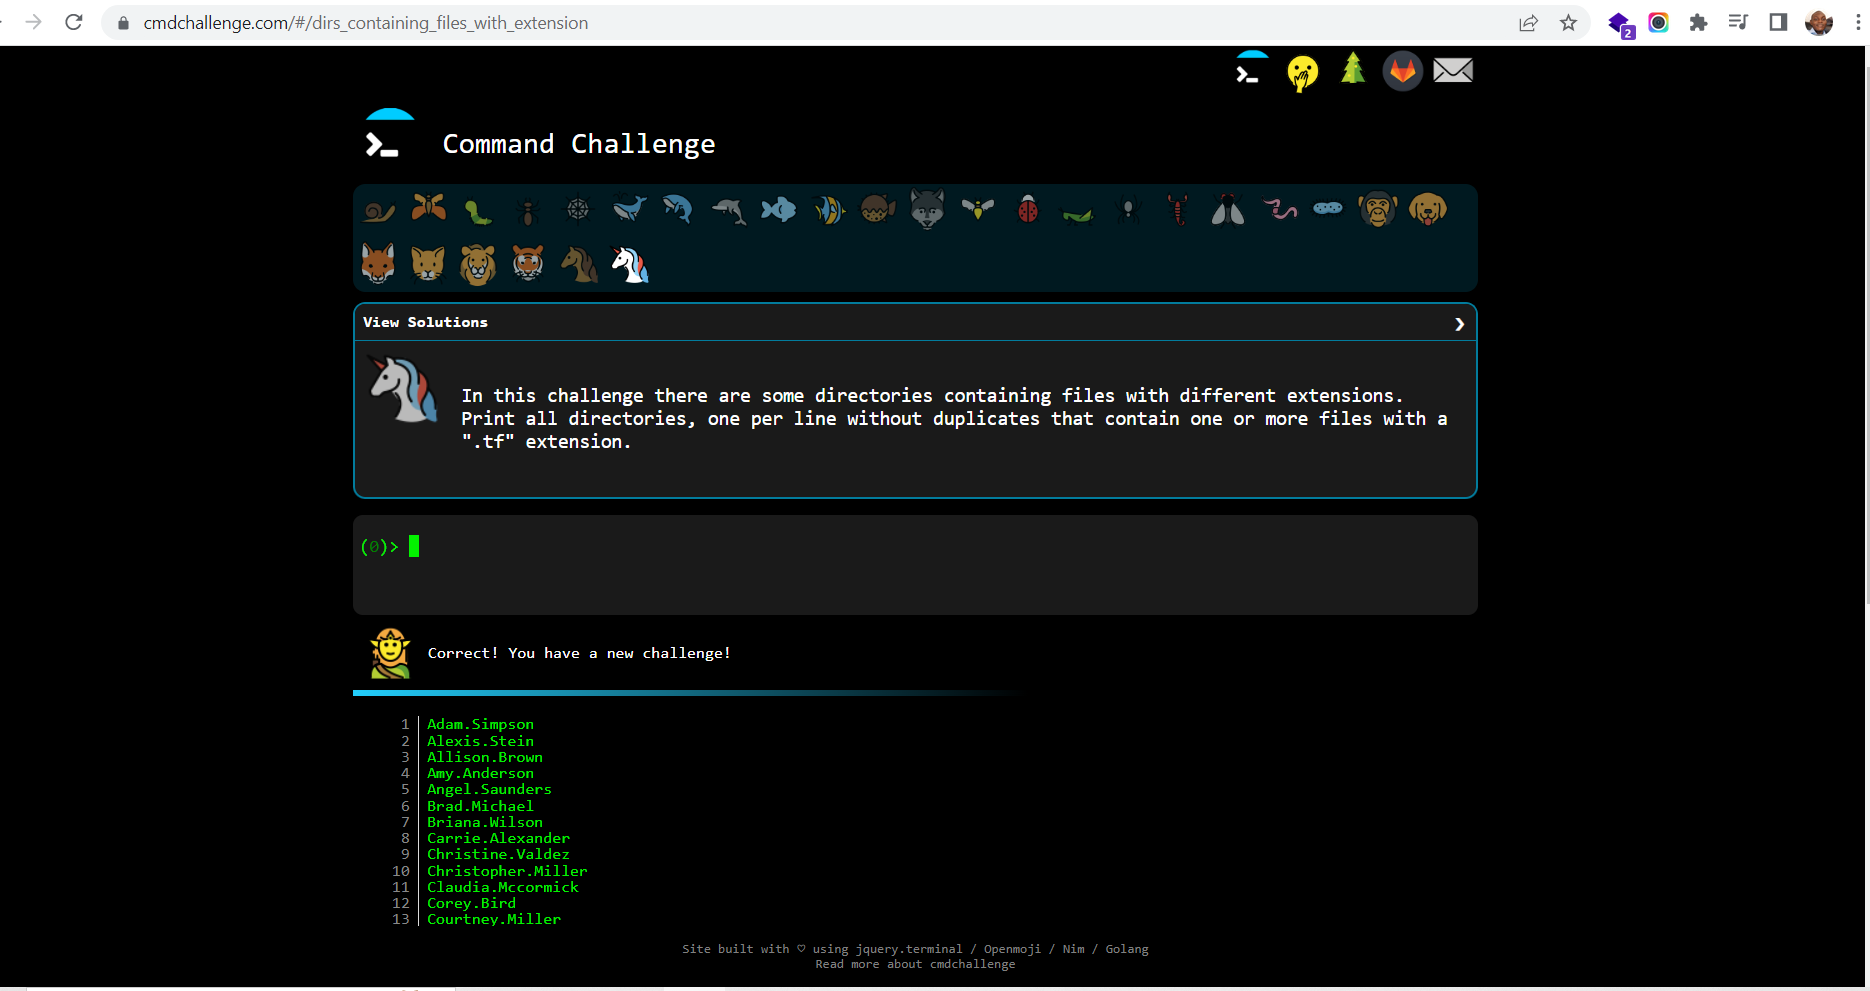 cmdchallenge.com/#/dirs_containing_files_with_extension
2
Command Challenge
View Solutions
In this challenge there are some directories containing files with different extensions.
Print all directories, one per line without duplicates that contain one or more files with a
".tf" extension.
(0)>
Correct! You have a new challenge!
1 Adam.Simpson
2 Alexis.Stein
3 Allison.Brown
4 Amy.Anderson
5 Angel.Saunders
6 Brad.Michael
7 Briana.Wilson
8 Carrie.Alexander
9 Christine.Valdez
10 Christopher.Miller
11 Claudia.Mccormick
12 Corey.Bird
13 Courtney.Miller
Site built with ♡ using jquery.terminal / Openmoji / Nim / Golang
Read more about cmdchallenge